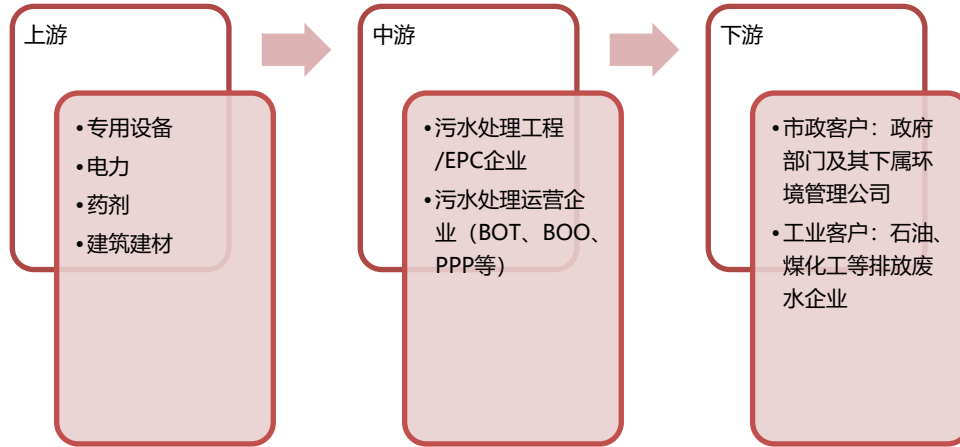 上游
•专用设备
•电力
•药剂
•建筑建材
中游
•污水处理工程
/EPC企业
•污水处理运营企
业（BOT、BOO、
PPP等）
下游
•市政客户：政府
部门及其下属环
境管理公司
•工业客户：石油、
煤化工等排放废
水企业